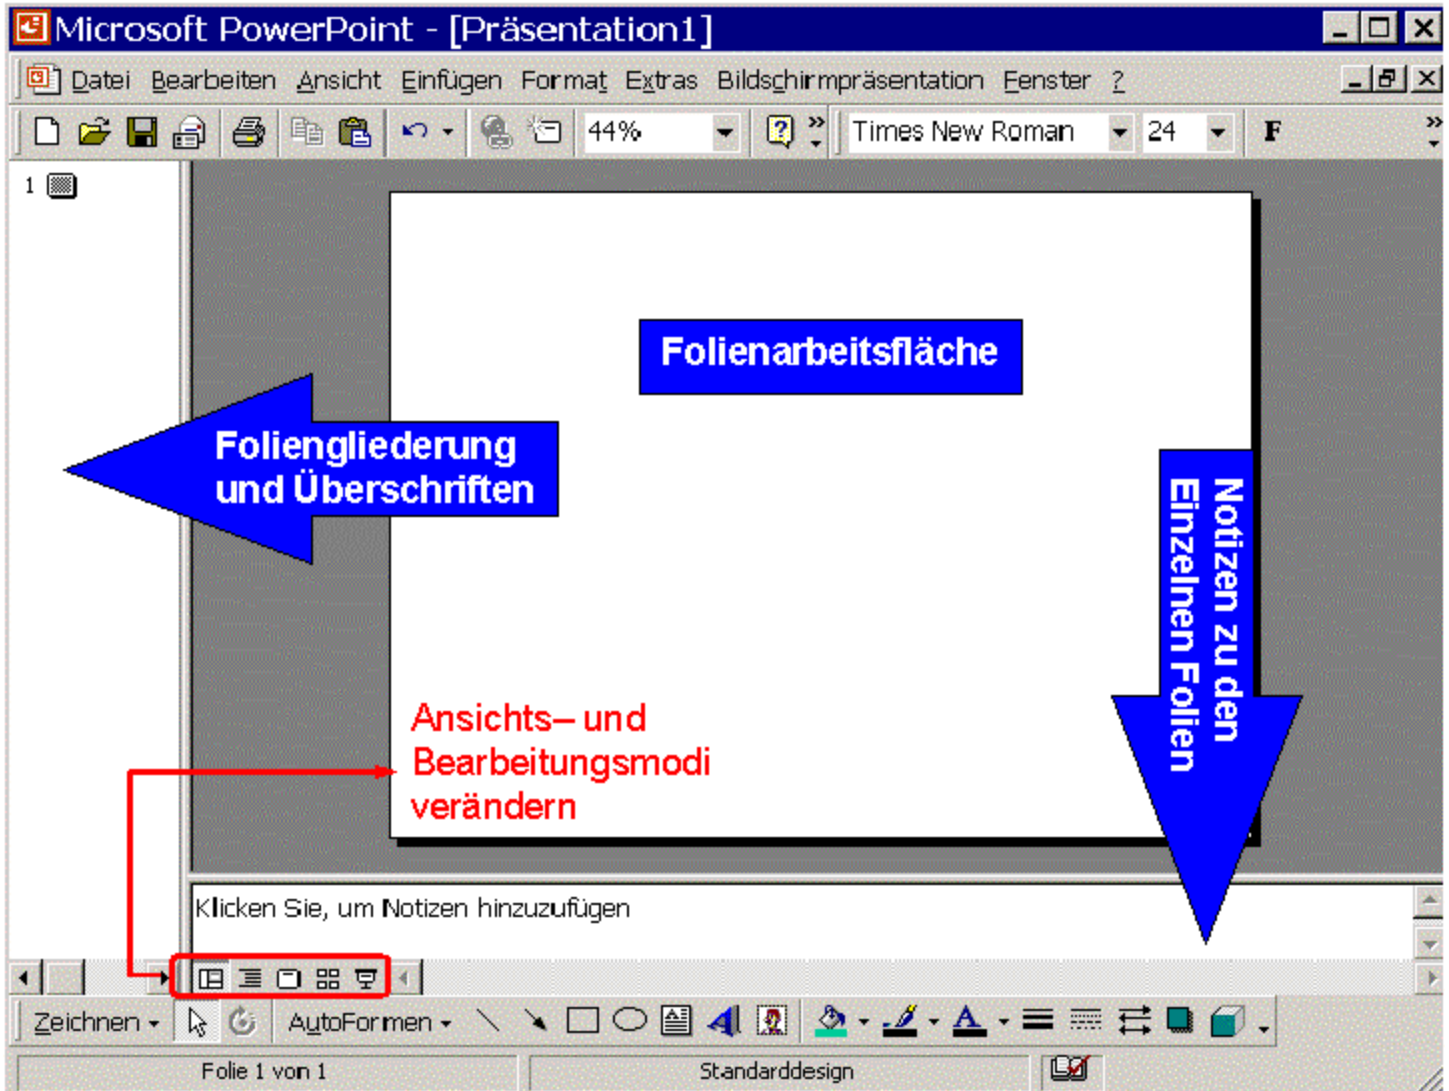 Microsoft PowerPoint - [Präsentation1]
Datei Bearbeiten Ansicht Einfügen Format Extras Bildschirmpräsentation Fenster ?
44% Times New Roman 24 F
1
Folienarbeitsfläche
Foliengliederung
und Überschriften
Notizen zu den
Einzelnen Folien
Ansichts– und
Bearbeitungsmodi
verändern
Klicken Sie, um Notizen hinzuzufügen
Zeichnen AutoFormen
Folie 1 von 1 Standarddesign